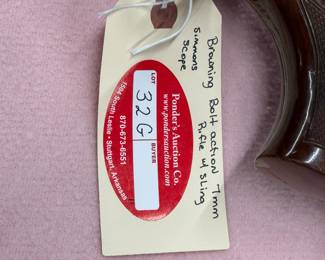 Browning Bolt action 7mm
Rifle w sling
Simmons
Scope
Ponder's Auction Co.
www.pondersauction.com
LOT
32G
BUYER
1504 South Leslie • Stuttgart, Arkansas
870-673-6551